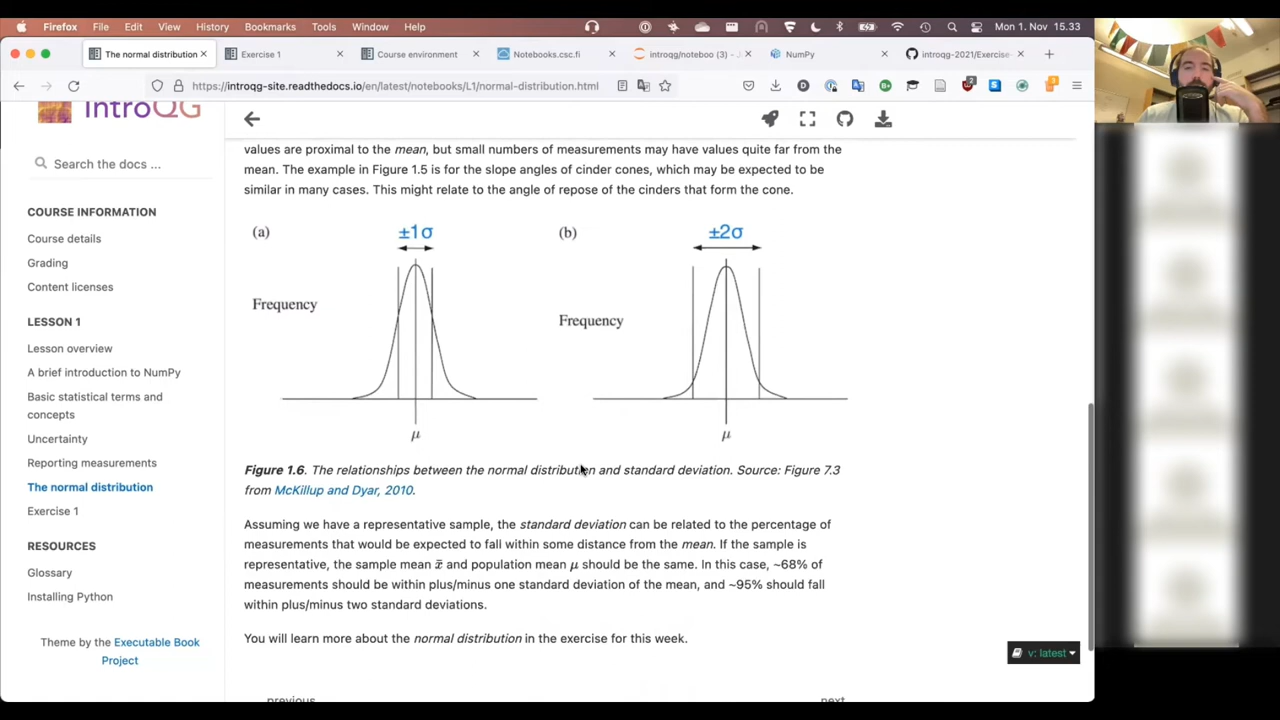 Firefox File Edit View History Bookmarks Tools Window Help Mon 1. Nov 15.33
The normal distribution Exercise 1 Course environment Notebooks.csc.fi introqg/noteboo (3) - J NumPy introqg-2021/Exercise-
https://introqg-site.readthedocs.io/en/latest/notebooks/L1/normal-distribution.html
IntroQG
Search the docs ...
COURSE INFORMATION
Course details
Grading
Content licenses
LESSON 1
Lesson overview
A brief introduction to NumPy
Basic statistical terms and
concepts
Uncertainty
Reporting measurements
The normal distribution
Exercise 1
RESOURCES
Glossary
Installing Python
Theme by the Executable Book
Project
values are proximal to the mean, but small numbers of measurements may have values quite far from the
mean. The example in Figure 1.5 is for the slope angles of cinder cones, which may be expected to be
similar in many cases. This might relate to the angle of repose of the cinders that form the cone.
(a) ±1σ (b) ±2σ
Frequency
Frequency
μ μ
Figure 1.6. The relationships between the normal distribution and standard deviation. Source: Figure 7.3
from McKillup and Dyar, 2010.
Assuming we have a representative sample, the standard deviation can be related to the percentage of
measurements that would be expected to fall within some distance from the mean. If the sample is
representative, the sample mean x̄ and population mean μ should be the same. In this case, ~68% of
measurements should be within plus/minus one standard deviation of the mean, and ~95% should fall
within plus/minus two standard deviations.
You will learn more about the normal distribution in the exercise for this week.
v: latest
previous next